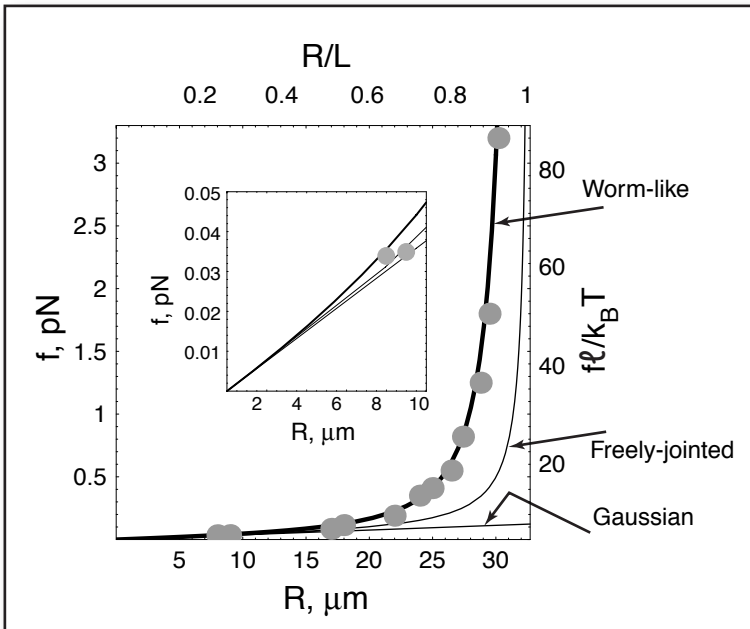 R/L
0.2 0.4 0.6 0.8 1
3
2.5
2
1.5
1
0.5
f, pN
80
60
40
20
fℓ/k_BT
0.05
0.04
0.03
0.02
0.01
f, pN
2 4 6 8 10
R, μm
Worm-like
Freely-jointed
Gaussian
5 10 15 20 25 30
R, μm